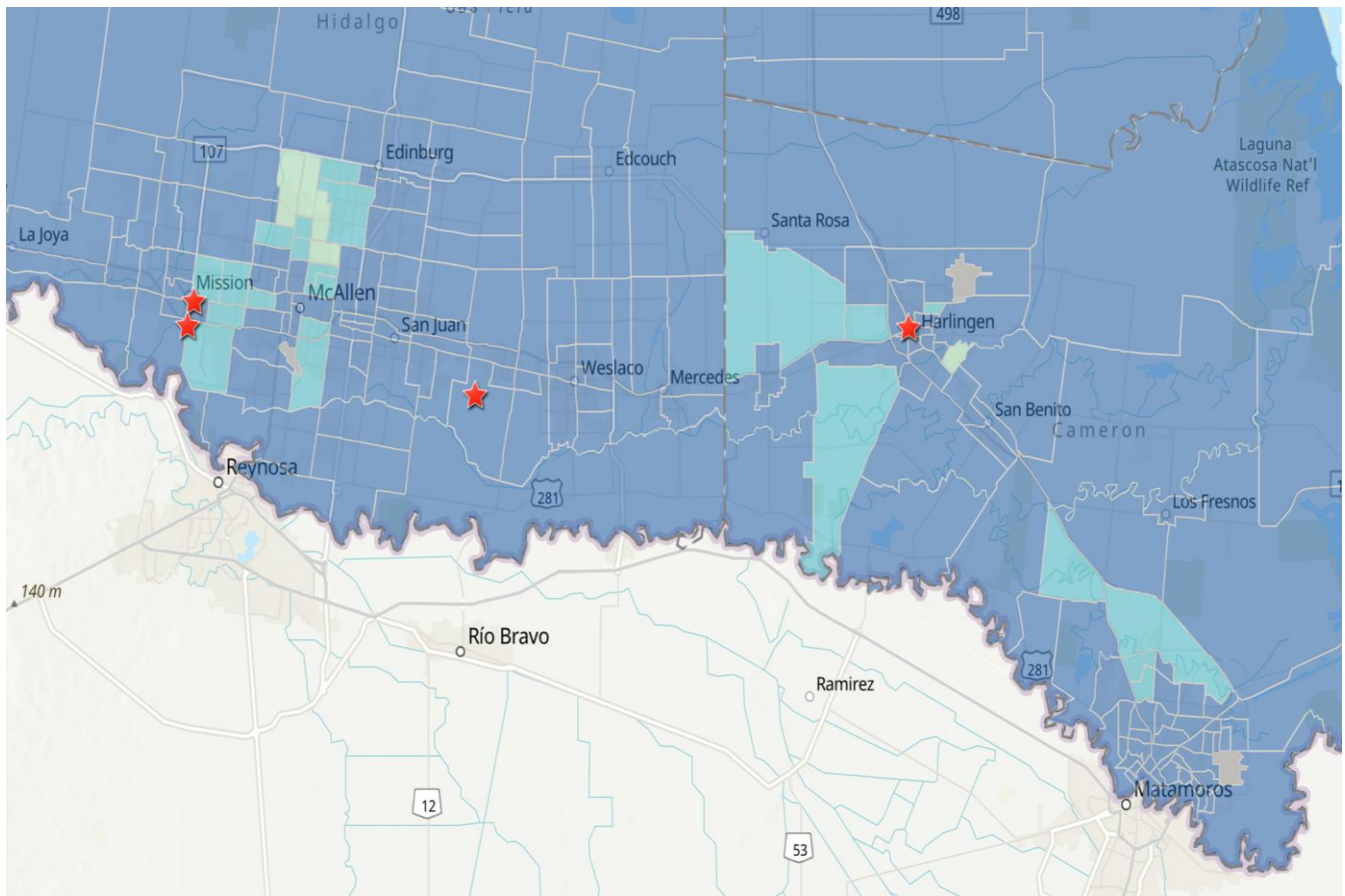 Hidalgo
498
107
Edinburg
Edcouch
Laguna
Atascosa Nat'l
Wildlife Ref
Santa Rosa
La Joya
Mission
McAllen
San Juan
Harlingen
Weslaco
Mercedes
San Benito
Cameron
Reynosa
281
Los Fresnos
140 m
Río Bravo
281
Ramirez
12
Matamoros
53